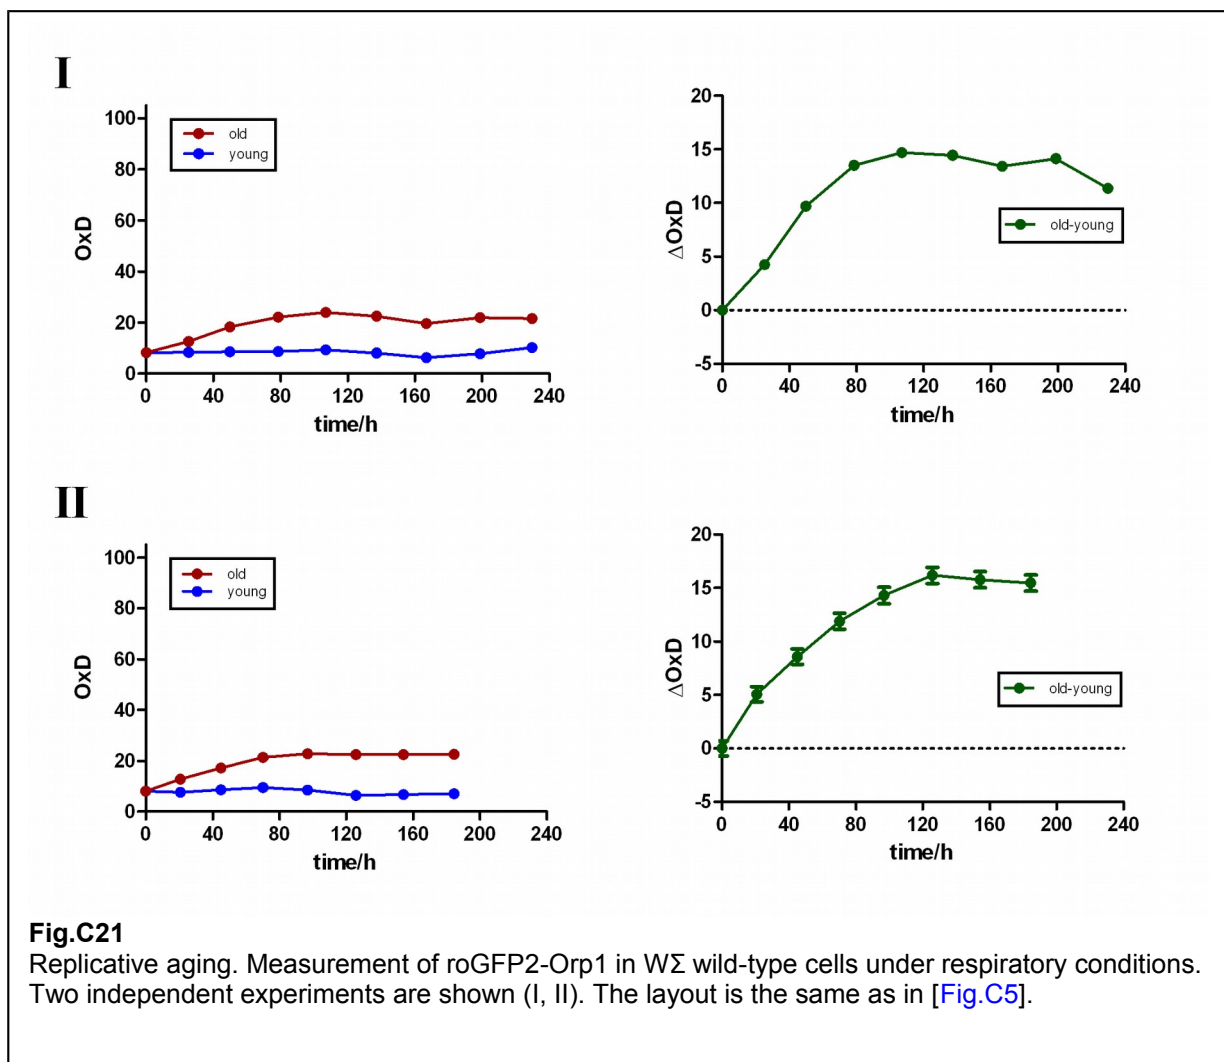 I
100
80
60
40
20
0
OxD
old
young
0 40 80 120 160 200 240
time/h
20
15
10
5
0
-5
△OxD
old-young
0 40 80 120 160 200 240
time/h
II
100
80
60
40
20
0
OxD
old
young
0 40 80 120 160 200 240
time/h
20
15
10
5
0
-5
△OxD
old-young
0 40 80 120 160 200 240
time/h
Fig.C21
Replicative aging. Measurement of roGFP2-Orp1 in WΣ wild-type cells under respiratory conditions.
Two independent experiments are shown (I, II). The layout is the same as in [Fig.C5].